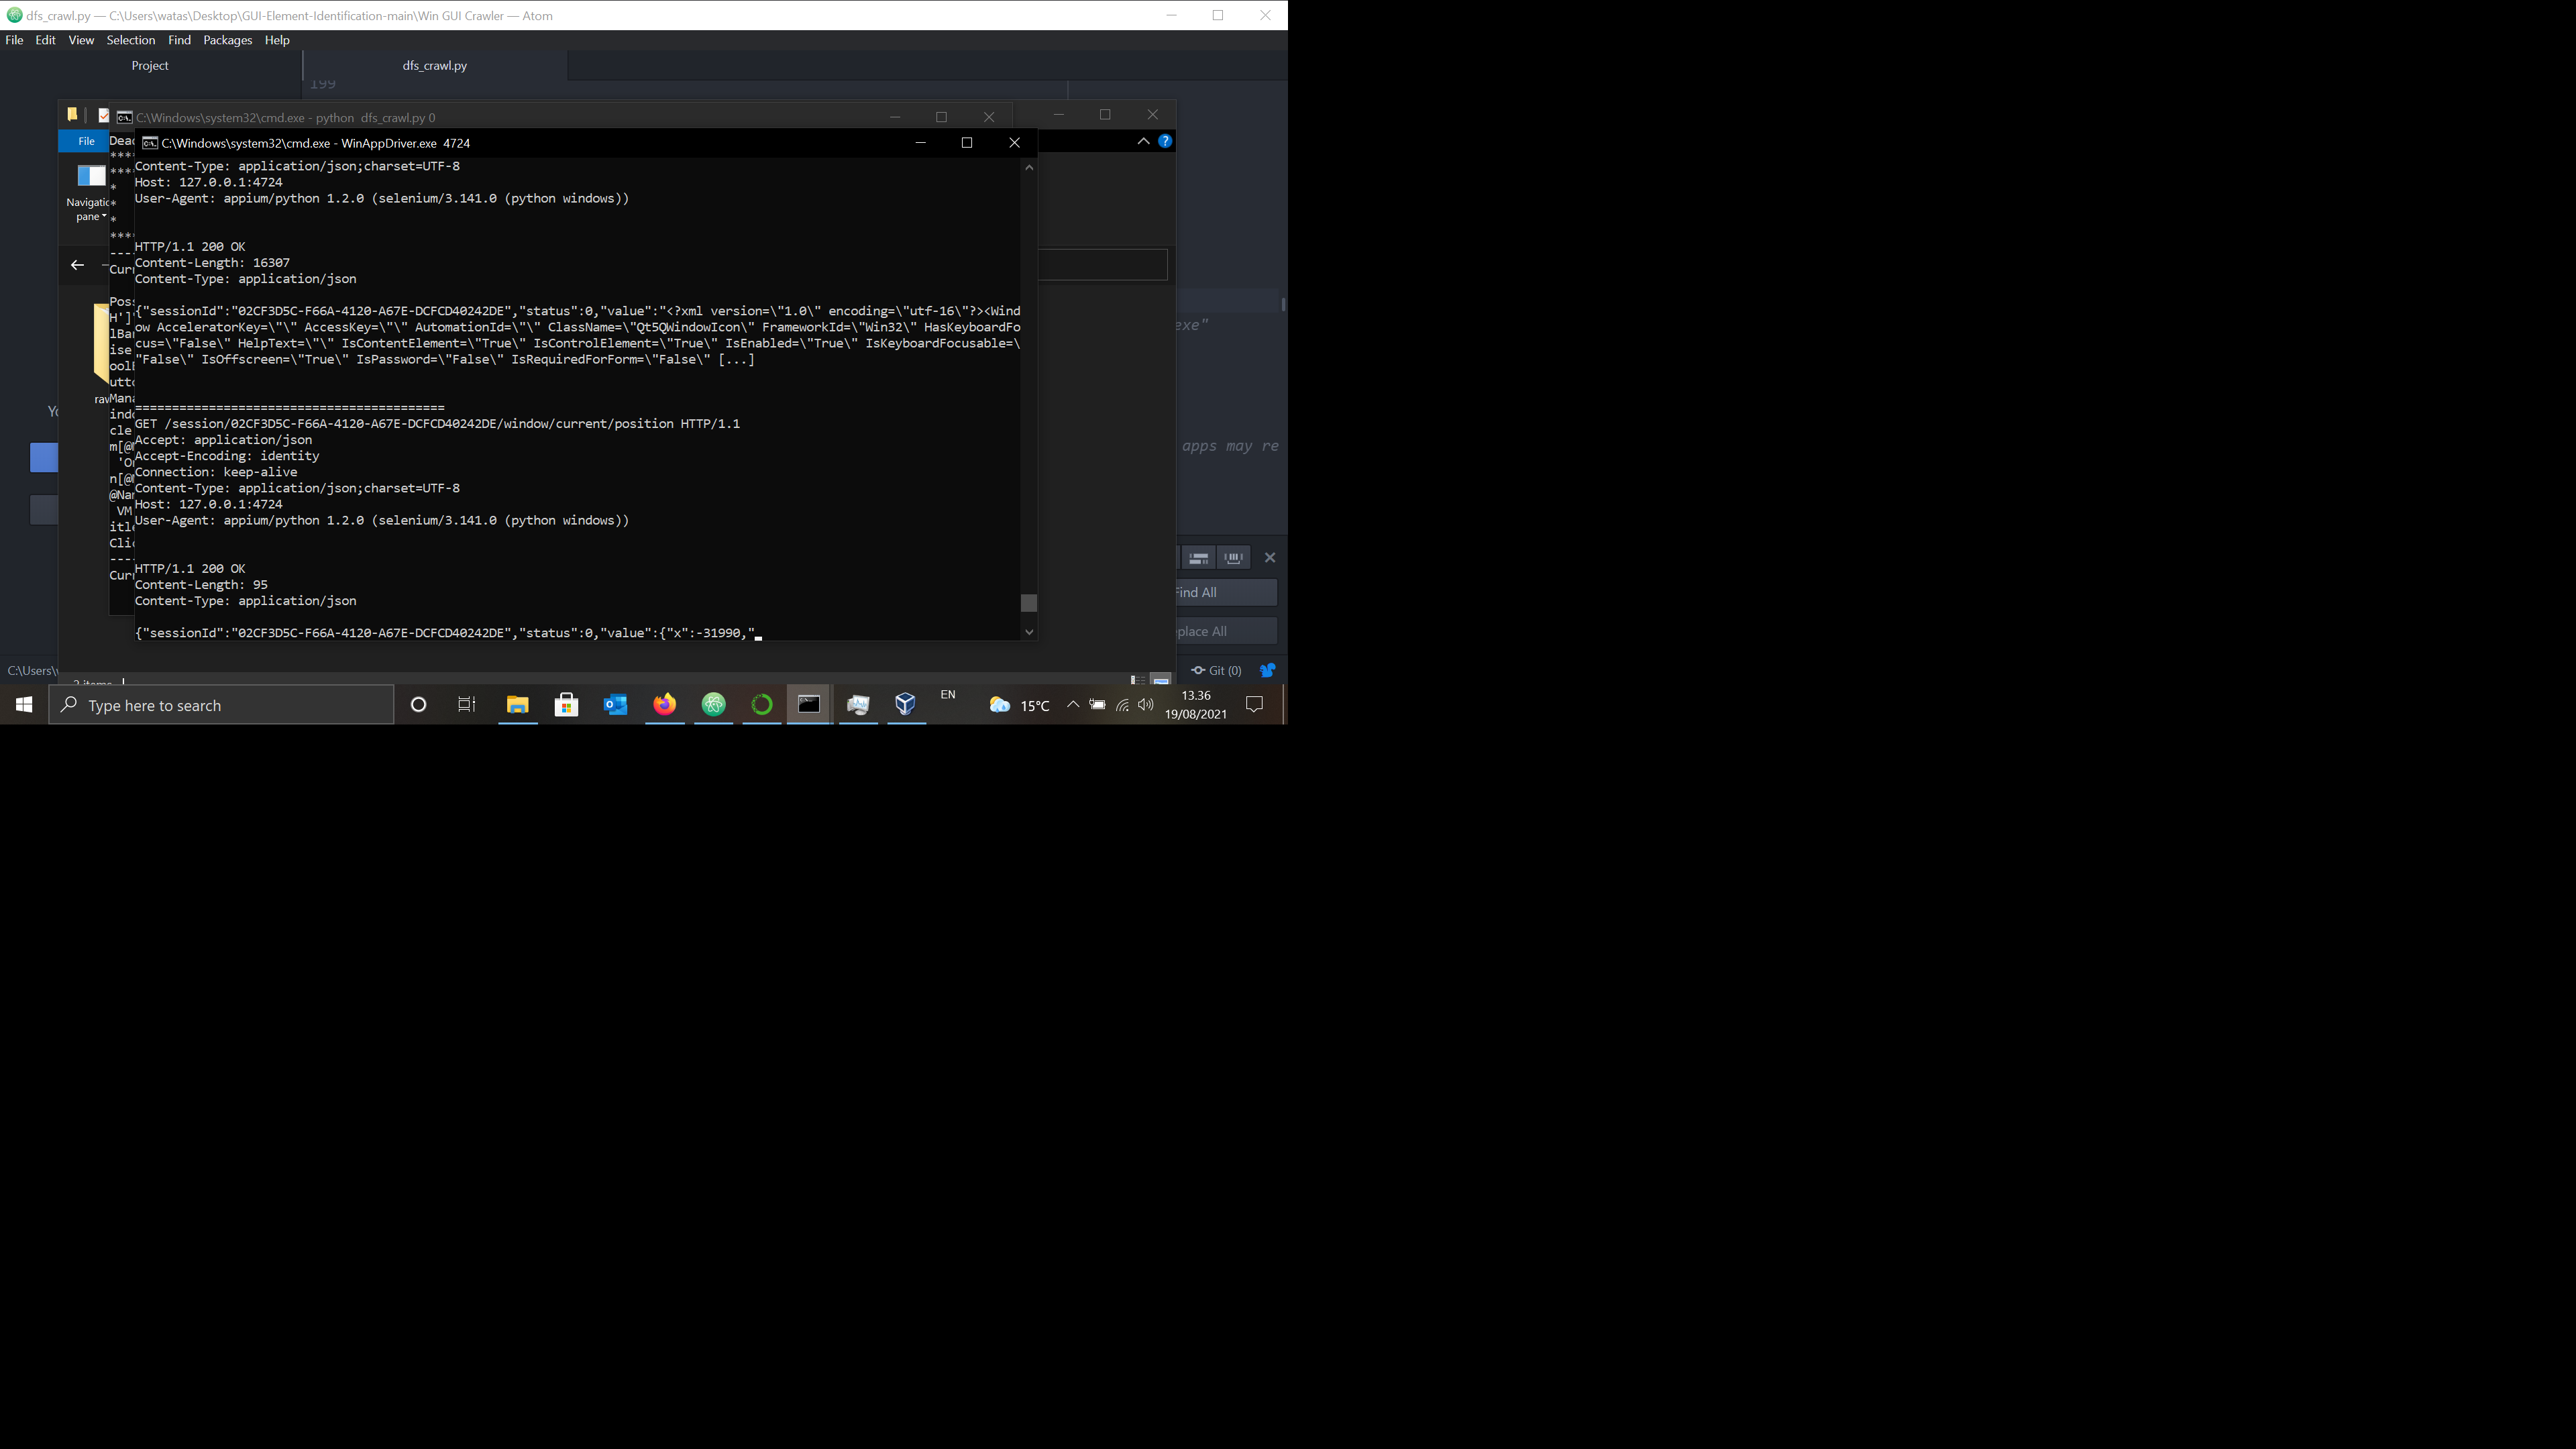 dfs_crawl.py — C:\Users\watas\Desktop\GUI-Element-Identification-main\Win GUI Crawler — Atom
File Edit View Selection Find Packages Help
Project
dfs_crawl.py
199
C:\Windows\system32\cmd.exe - python dfs_crawl.py 0
File
C:\Windows\system32\cmd.exe - WinAppDriver.exe 4724
Content-Type: application/json;charset=UTF-8
Host: 127.0.0.1:4724
User-Agent: appium/python 1.2.0 (selenium/3.141.0 (python windows))
pane
HTTP/1.1 200 OK
Content-Length: 16307
Content-Type: application/json
{"sessionId":"02CF3D5C-F66A-4120-A67E-DCFCD40242DE","status":0,"value":"<?xml version=\"1.0\" encoding=\"utf-16\"?><Wind
ow AcceleratorKey=\"\" AccessKey=\"\" AutomationId=\"\" ClassName=\"Qt5QWindowIcon\" FrameworkId=\"Win32\" HasKeyboardFo
cus=\"False\" HelpText=\"\" IsContentElement=\"True\" IsControlElement=\"True\" IsEnabled=\"True\" IsKeyboardFocusable=\
"False\" IsOffscreen=\"True\" IsPassword=\"False\" IsRequiredForForm=\"False\" [...]
==========================================
GET /session/02CF3D5C-F66A-4120-A67E-DCFCD40242DE/window/current/position HTTP/1.1
Accept: application/json
Accept-Encoding: identity
Connection: keep-alive
Content-Type: application/json;charset=UTF-8
Host: 127.0.0.1:4724
User-Agent: appium/python 1.2.0 (selenium/3.141.0 (python windows))
HTTP/1.1 200 OK
Content-Length: 95
Content-Type: application/json
{"sessionId":"02CF3D5C-F66A-4120-A67E-DCFCD40242DE","status":0,"value":{"x":-31990,"
exe"
apps may re
Find All
place All
C:\Users\
Git (0)
Type here to search
EN
15°C
13.36
19/08/2021